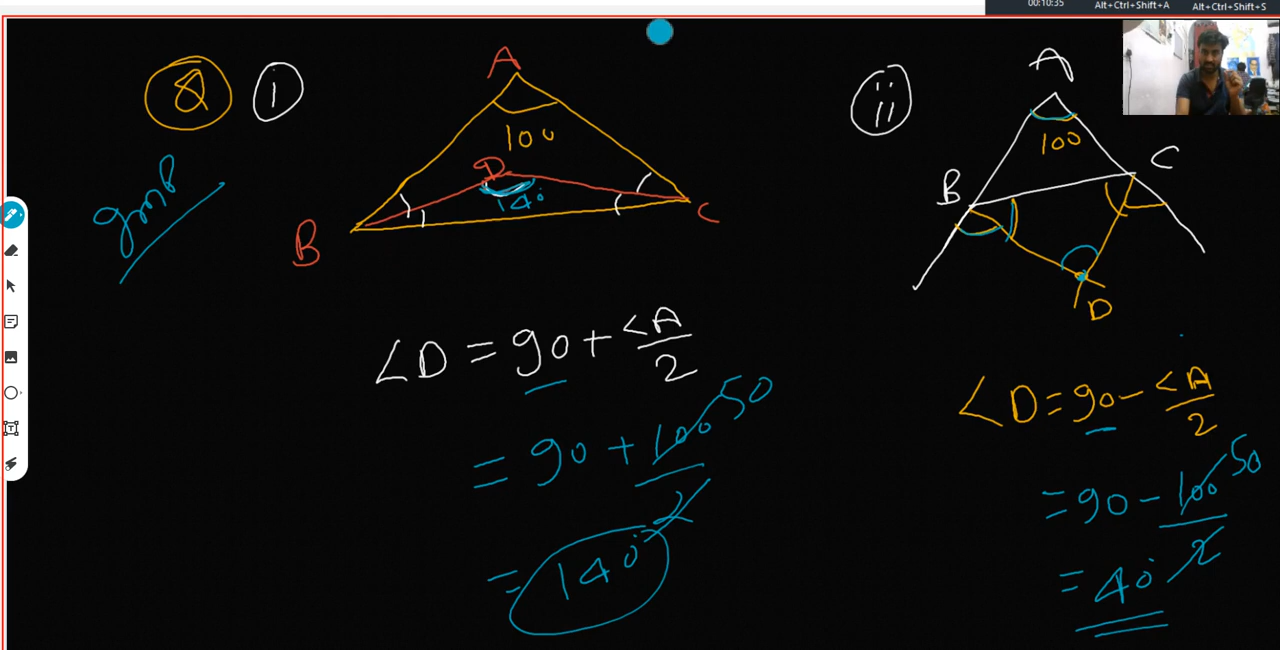 00:10:35 Alt+Ctrl+Shift+A Alt+Ctrl+Shift+S
8 i
A
100
D
140
B
C
∠D = 90 + ∠A/2
= 90 + 100/2 50
= 140
ii
A
100
B
C
D
∠D = 90 - ∠A/2
= 90 - 100/2 50
= 40